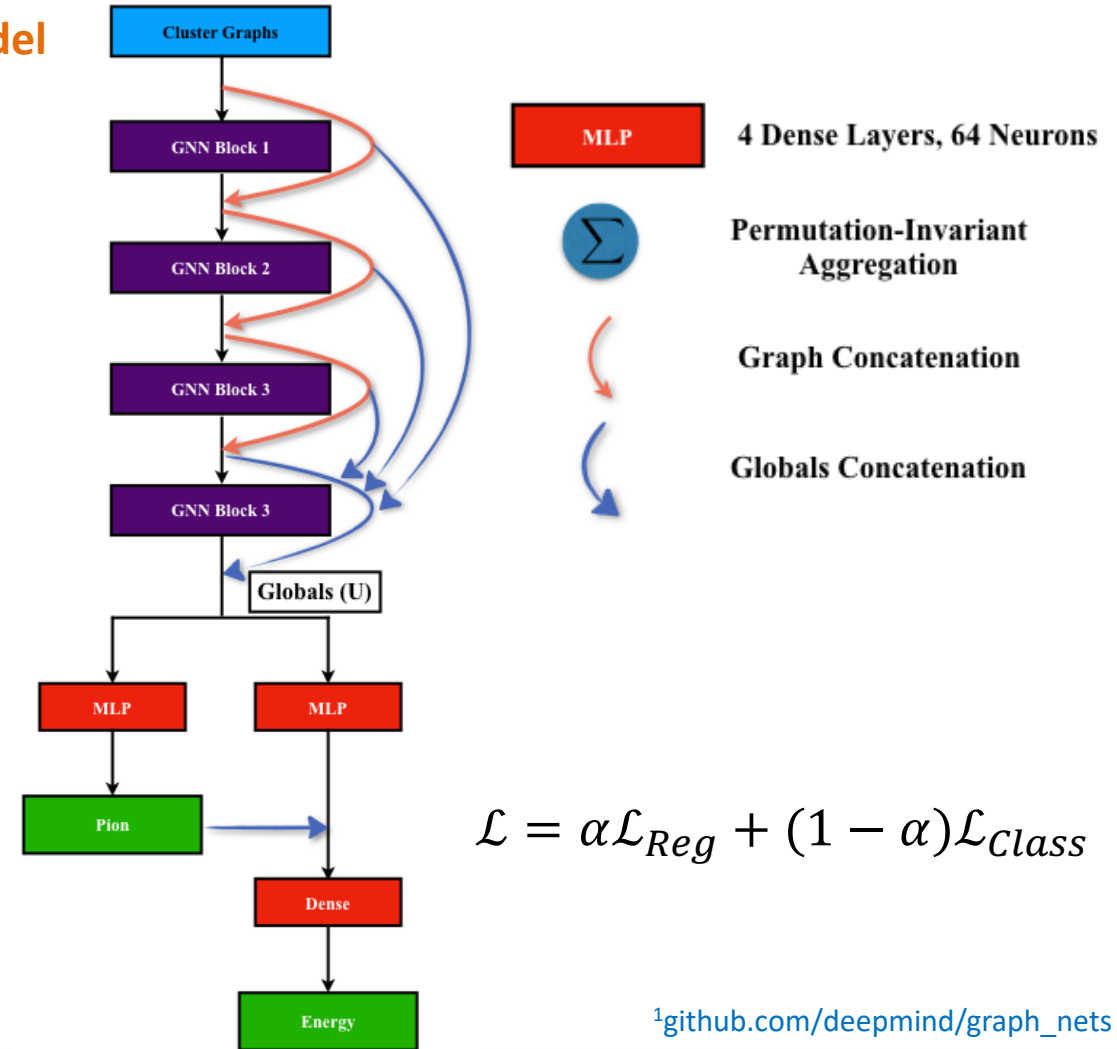 del
Cluster Graphs
GNN Block 1
GNN Block 2
GNN Block 3
GNN Block 3
Globals (U)
MLP
MLP
Pion
Dense
Energy
MLP
4 Dense Layers, 64 Neurons
Σ
Permutation-Invariant
Aggregation
Graph Concatenation
Globals Concatenation
ℒ = αℒ_Reg + (1 − α)ℒ_Class
¹github.com/deepmind/graph_nets